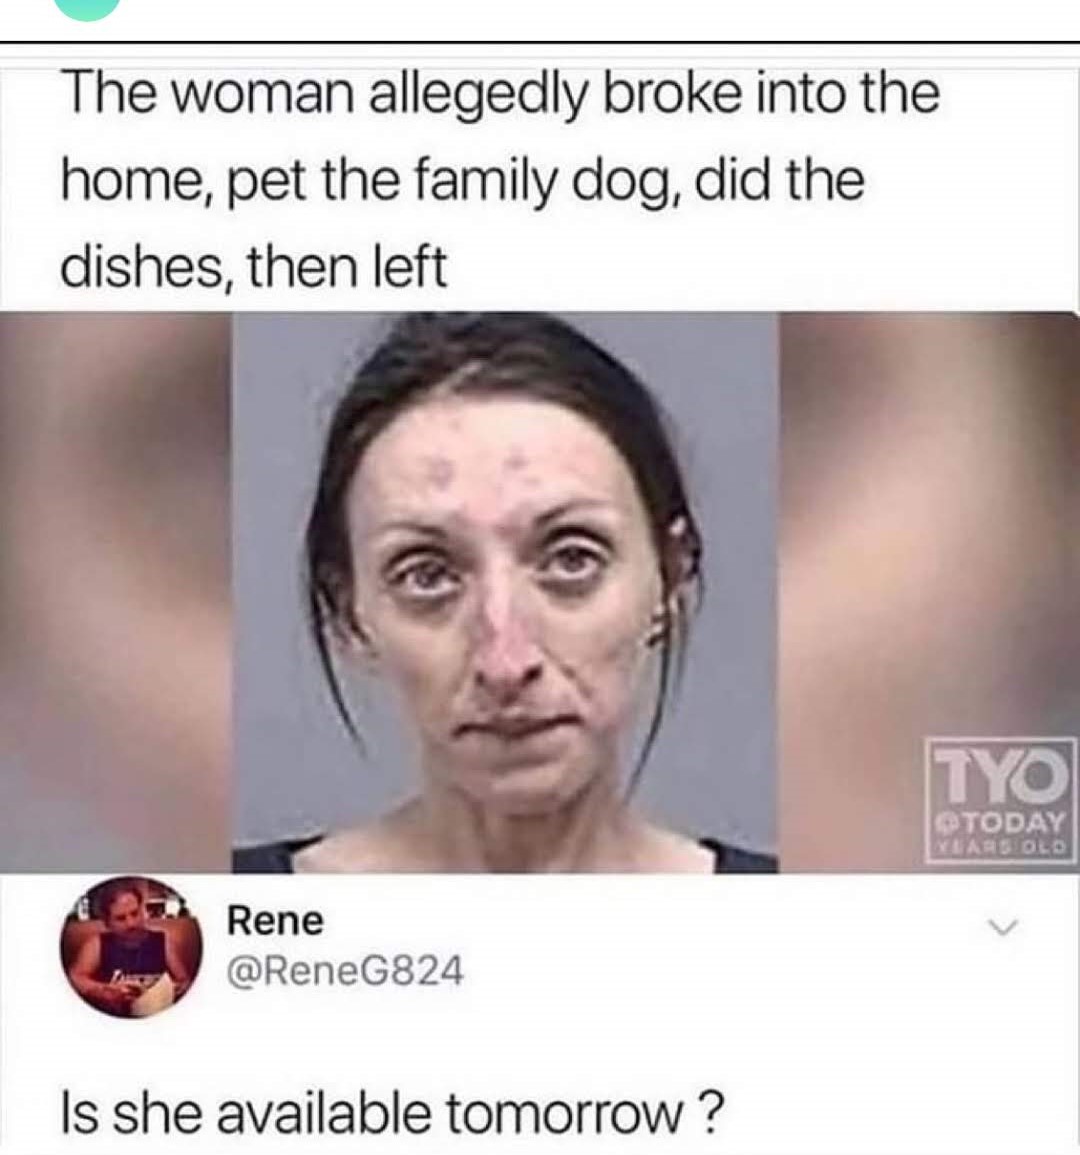 The woman allegedly broke into the
home, pet the family dog, did the
dishes, then left
TYO
@TODAY
YEARS OLD
Rene
@ReneG824
Is she available tomorrow ?